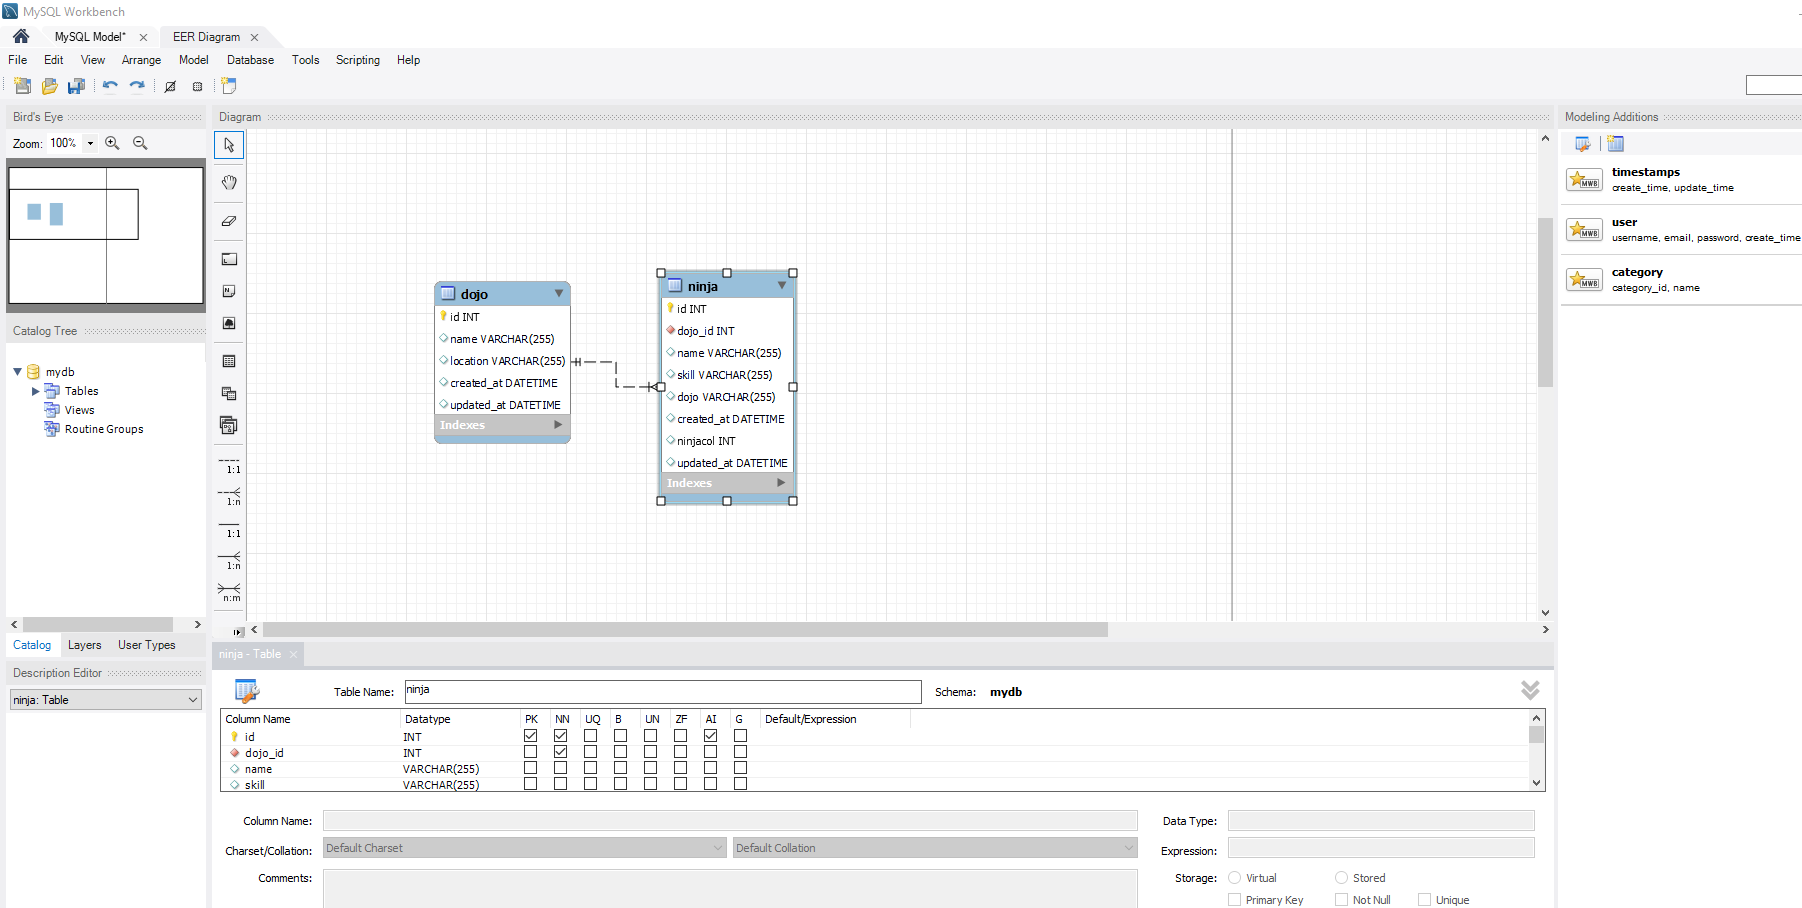 MySQL Workbench
MySQL Model* EER Diagram
File Edit View Arrange Model Database Tools Scripting Help
Bird's Eye
Zoom: 100%
Catalog Tree
mydb
Tables
Views
Routine Groups
Catalog Layers User Types
Description Editor
ninja: Table
Diagram
1:1
1:n
1:1
1:n
n:m
dojo
id INT
name VARCHAR(255)
location VARCHAR(255)
created_at DATETIME
updated_at DATETIME
Indexes
ninja
id INT
dojo_id INT
name VARCHAR(255)
skill VARCHAR(255)
dojo VARCHAR(255)
created_at DATETIME
ninjacol INT
updated_at DATETIME
Indexes
Modeling Additions
MWB
timestamps
create_time, update_time
MWB
user
username, email, password, create_time
MWB
category
category_id, name
ninja - Table
Table Name: ninja Schema: mydb
Column Name Datatype PK NN UQ B UN ZF AI G Default/Expression
id INT
dojo_id INT
name VARCHAR(255)
skill VARCHAR(255)
Column Name: Data Type:
Charset/Collation: Default Charset Default Collation Expression:
Comments: Storage: Virtual Stored
Primary Key Not Null Unique